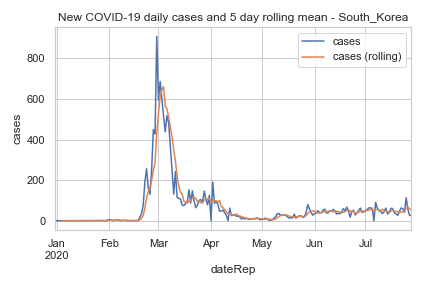 New COVID-19 daily cases and 5 day rolling mean - South_Korea
cases
cases (rolling)
cases
800
600
400
200
0
Jan Feb Mar Apr May Jun Jul
2020
dateRep